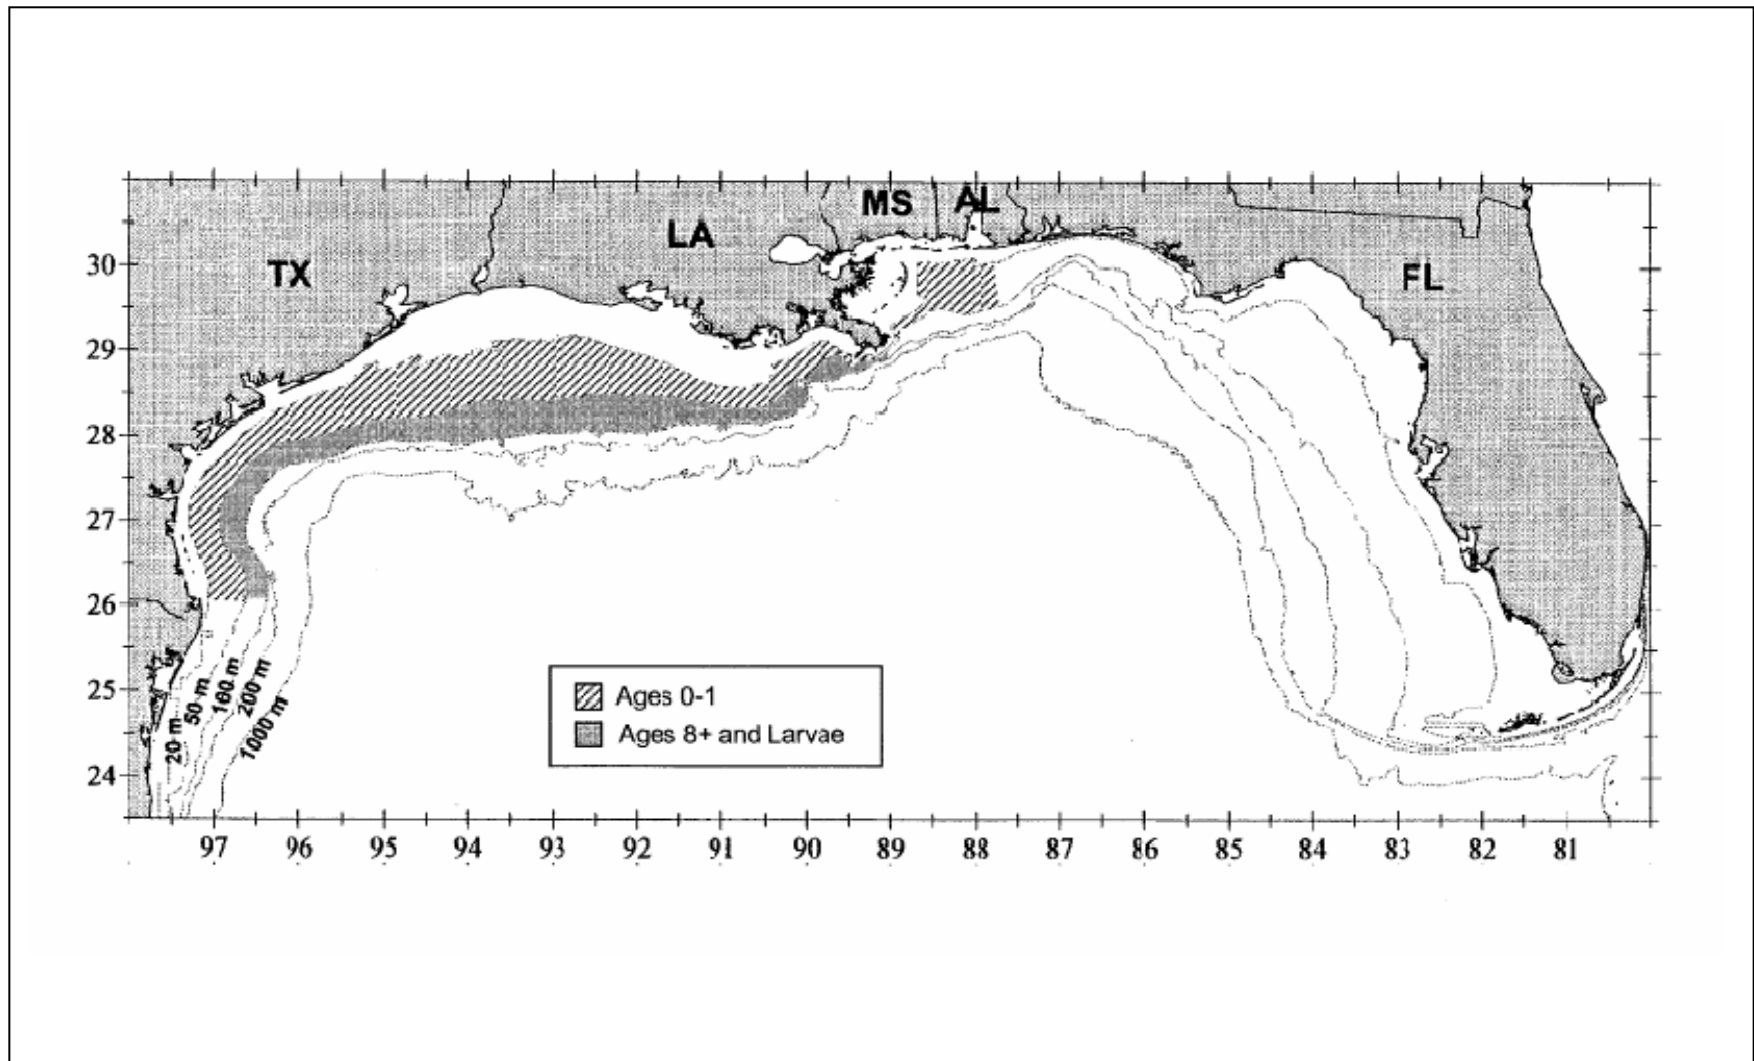 MS AL
LA
TX
FL
30
29
28
27
26
25
24
20 m
50 m
160 m
200 m
1000 m
Ages 0-1
Ages 8+ and Larvae
97 96 95 94 93 92 91 90 89 88 87 86 85 84 83 82 81